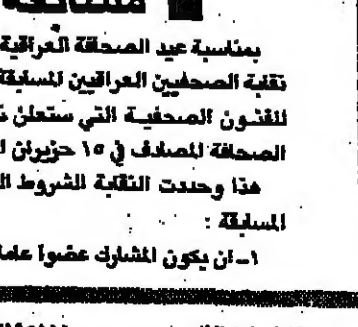 بمناسبة عيد الصحافة العراقية
نقابة الصحفيين العراقيين المسابقة
للفنون الصحفية التي ستعلن
الصحافة المصادف في ١٥ حزيران
هذا وحددت النقابة الشروط
المسابقة :
١ـ ان يكون المشارك عضوا